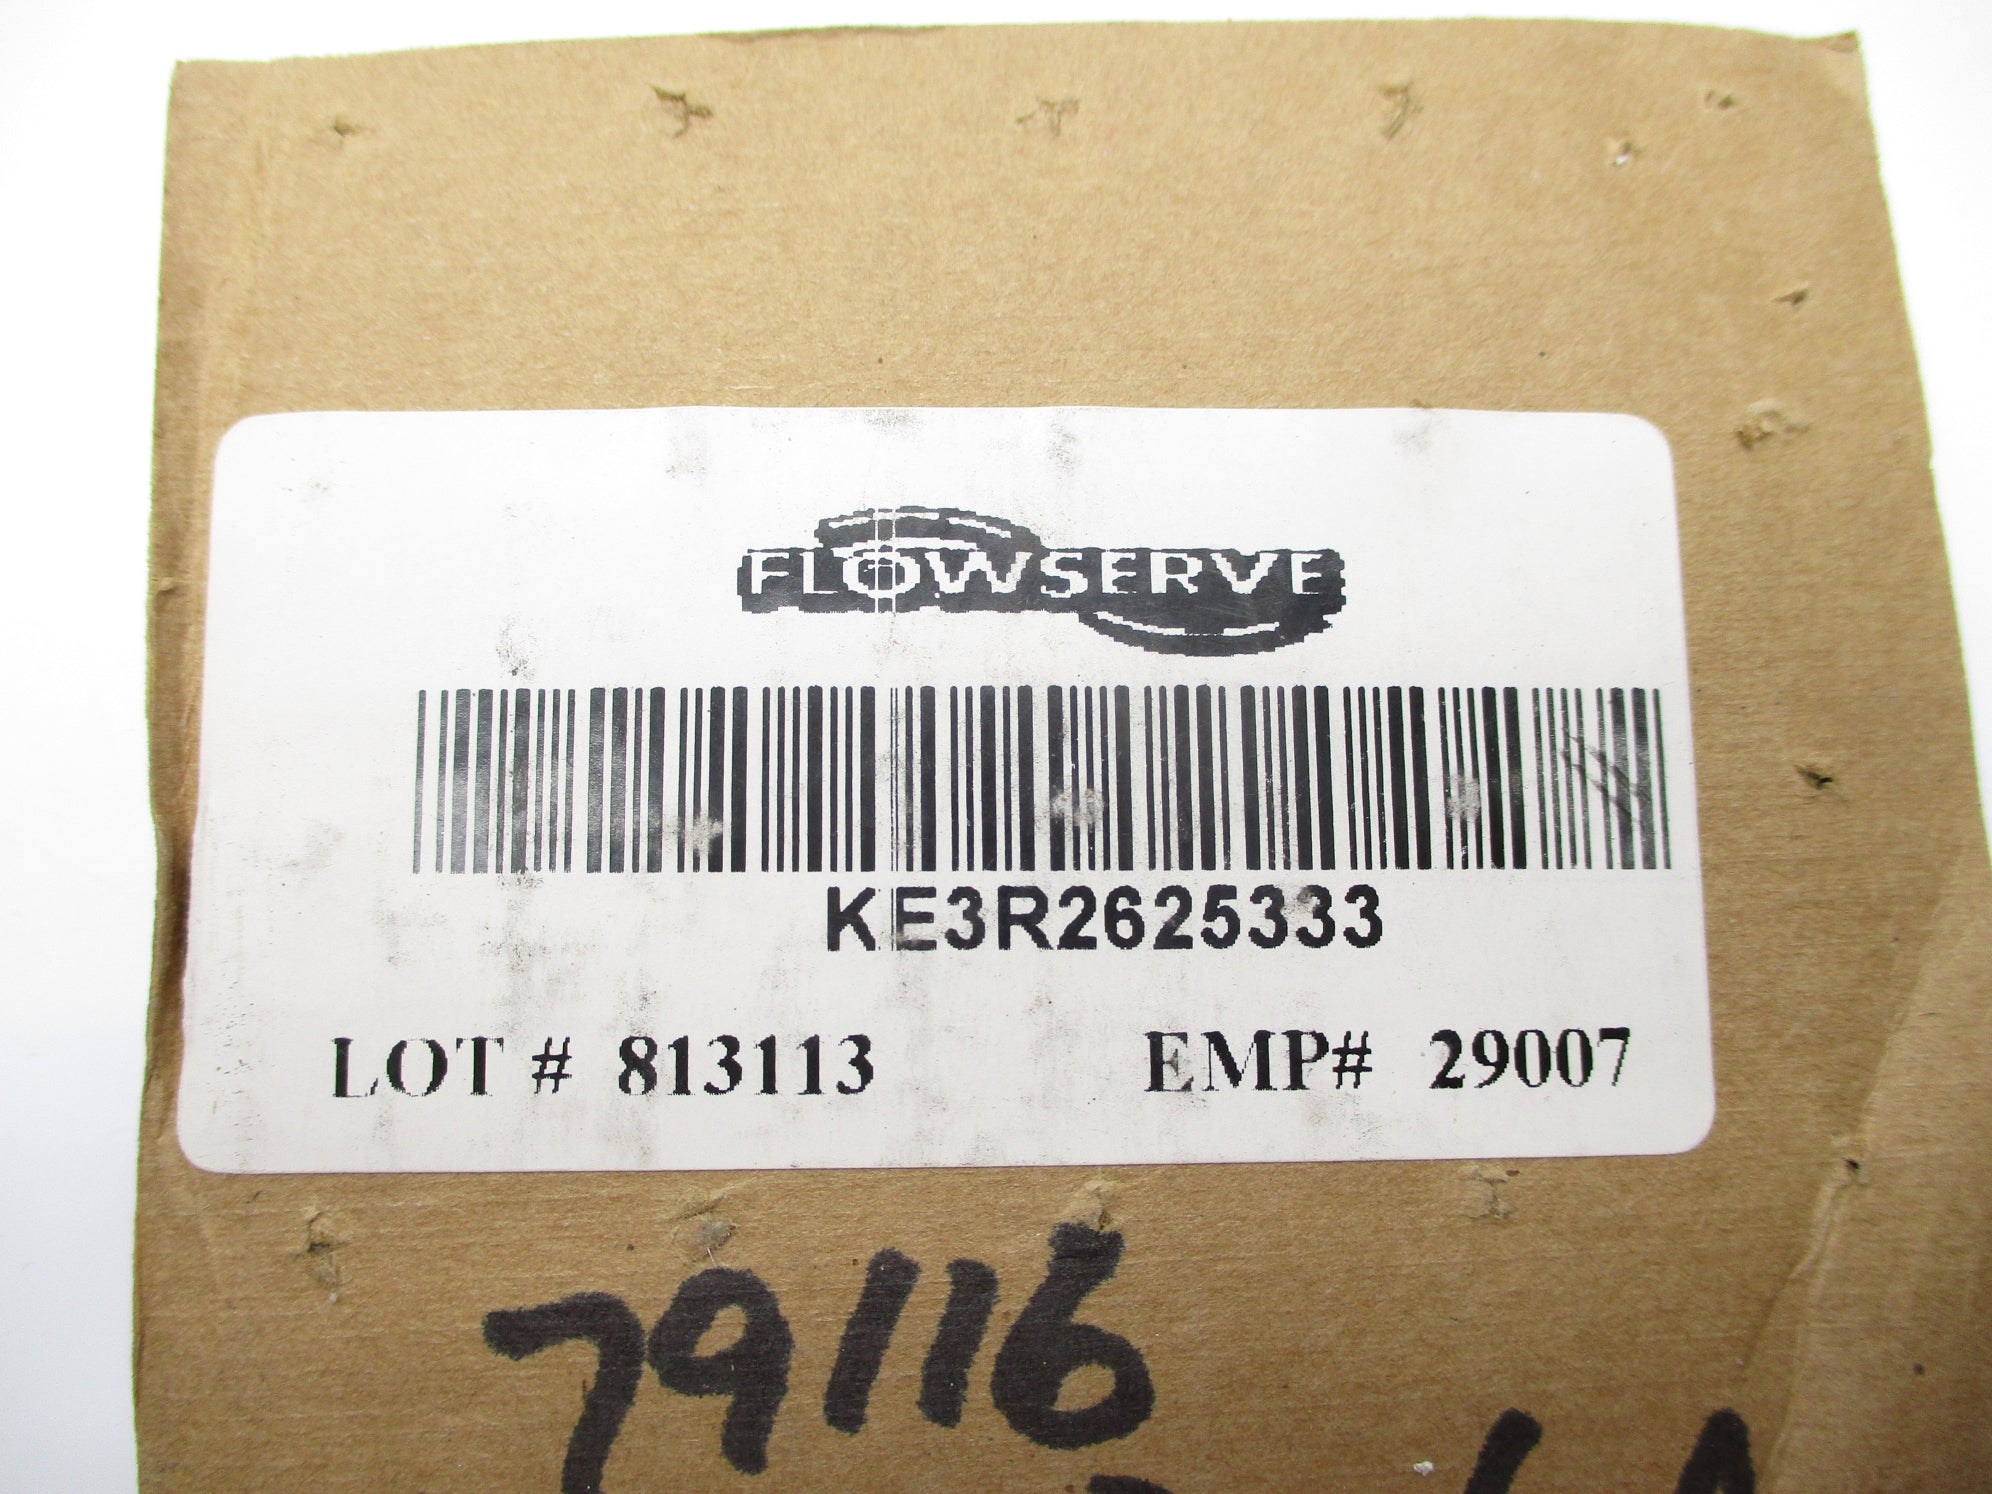 FLOWSERVE
KE3R2625333
LOT # 813113 EMP# 29007
79116